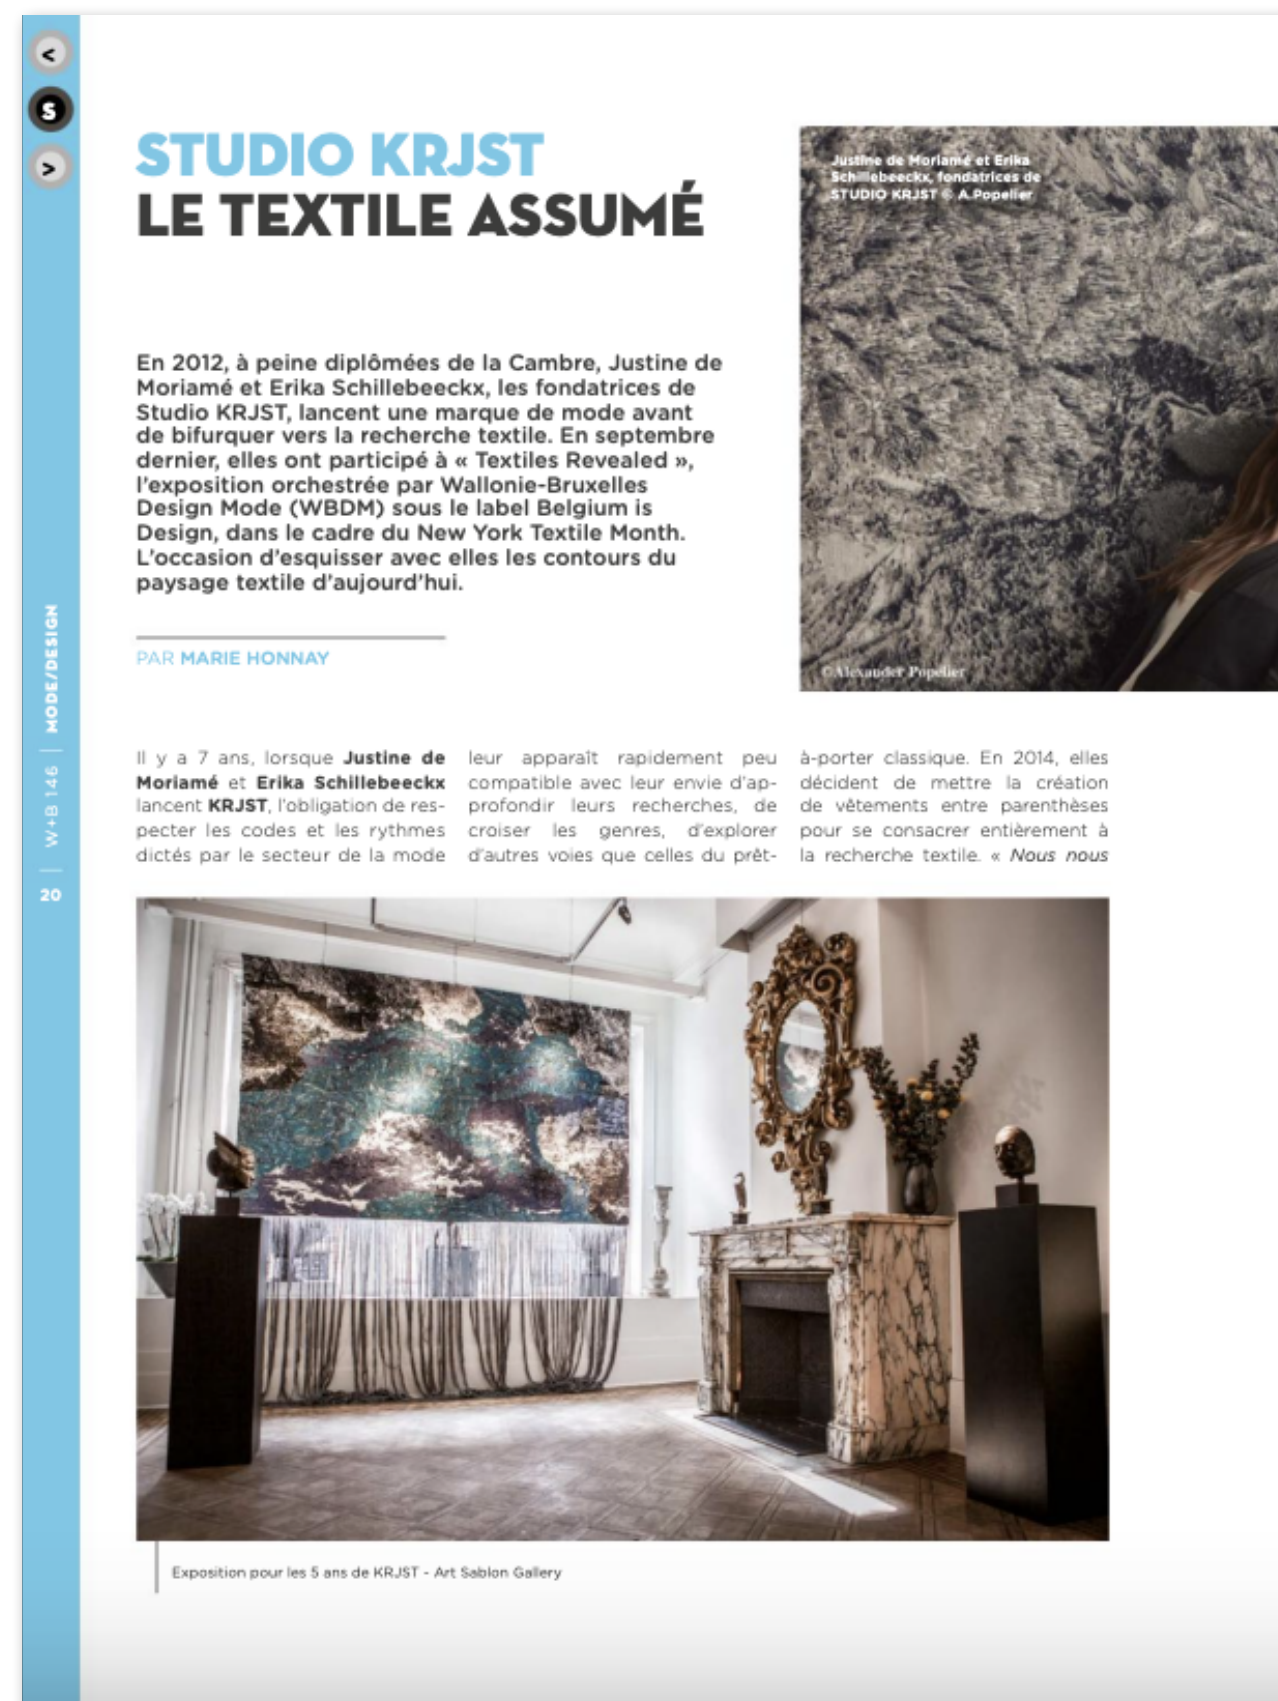 <
S
>
MODE/DESIGN
W+B 146
20
STUDIO KRJST
LE TEXTILE ASSUMÉ
En 2012, à peine diplômées de la Cambre, Justine de
Moriamé et Erika Schillebeeckx, les fondatrices de
Studio KRJST, lancent une marque de mode avant
de bifurquer vers la recherche textile. En septembre
dernier, elles ont participé à « Textiles Revealed »,
l'exposition orchestrée par Wallonie-Bruxelles
Design Mode (WBDM) sous le label Belgium is
Design, dans le cadre du New York Textile Month.
L'occasion d'esquisser avec elles les contours du
paysage textile d'aujourd'hui.
PAR MARIE HONNAY
Justine de Moriamé et Erika
Schillebeeckx, fondatrices de
STUDIO KRJST © A.Popelier
©Alexander Popelier
Il y a 7 ans, lorsque Justine de
Moriamé et Erika Schillebeeckx
lancent KRJST, l'obligation de res-
pecter les codes et les rythmes
dictés par le secteur de la mode
leur apparaît rapidement peu
compatible avec leur envie d'ap-
profondir leurs recherches, de
croiser les genres, d'explorer
d'autres voies que celles du prêt-
à-porter classique. En 2014, elles
décident de mettre la création
de vêtements entre parenthèses
pour se consacrer entièrement à
la recherche textile. « Nous nous
Exposition pour les 5 ans de KRJST - Art Sablon Gallery